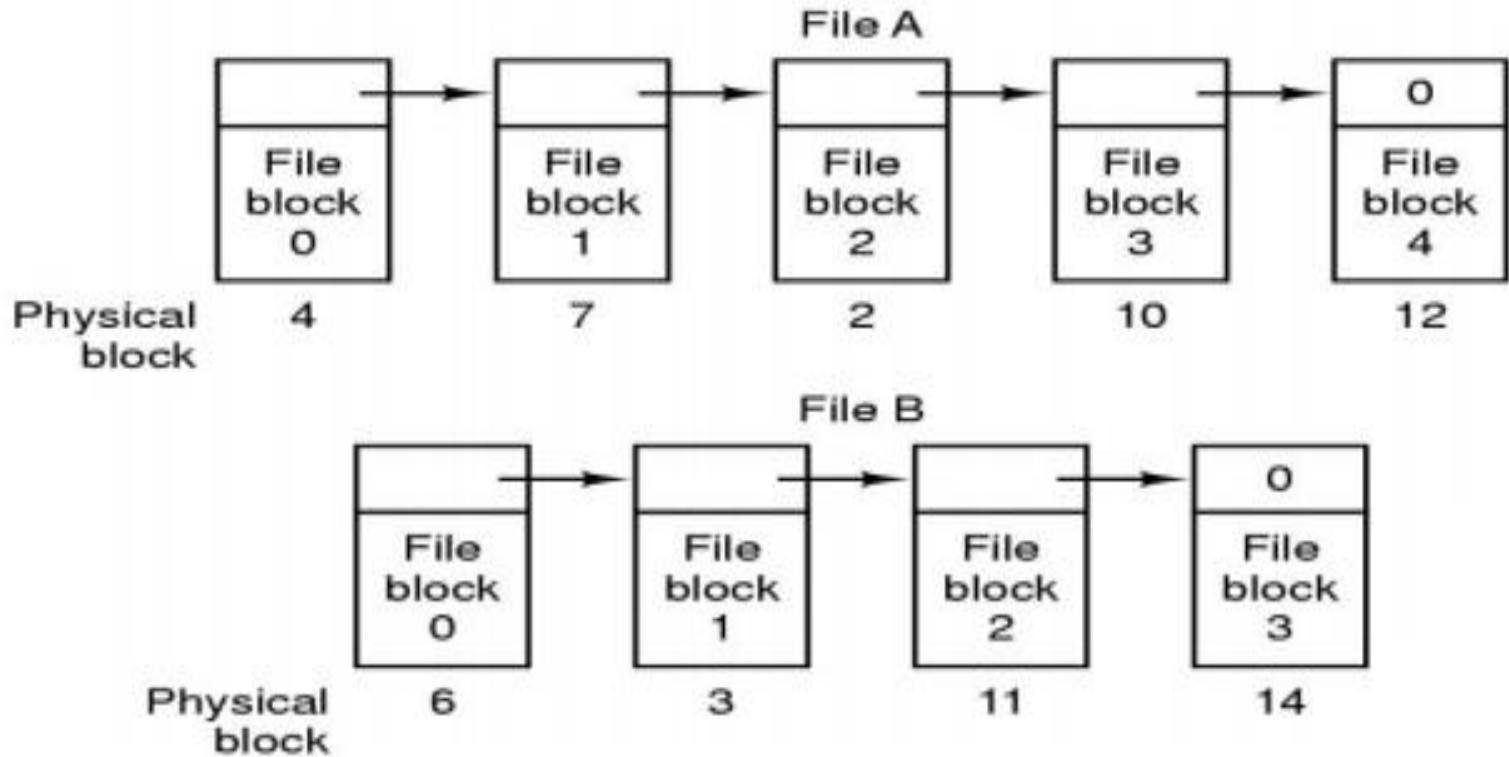 File A
0
File block 0
File block 1
File block 2
File block 3
File block 4
Physical block
4 7 2 10 12
File B
0
File block 0
File block 1
File block 2
File block 3
Physical block
6 3 11 14